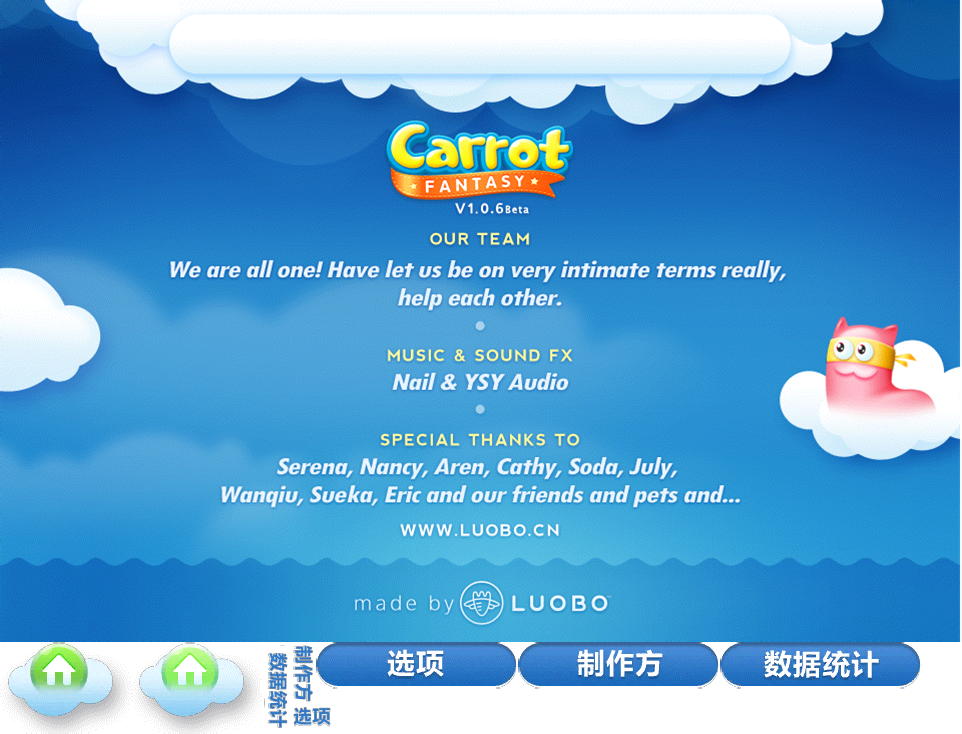 Carrot
FANTASY
V1.0.6Beta
OUR TEAM
We are all one! Have let us be on very intimate terms really,
help each other.
MUSIC & SOUND FX
Nail & YSY Audio
SPECIAL THANKS TO
Serena, Nancy, Aren, Cathy, Soda, July,
Wanqiu, Sueka, Eric and our friends and pets and...
WWW.LUOBO.CN
made by LUOBO™
制作方
数据统计
选项
选项
制作方
数据统计